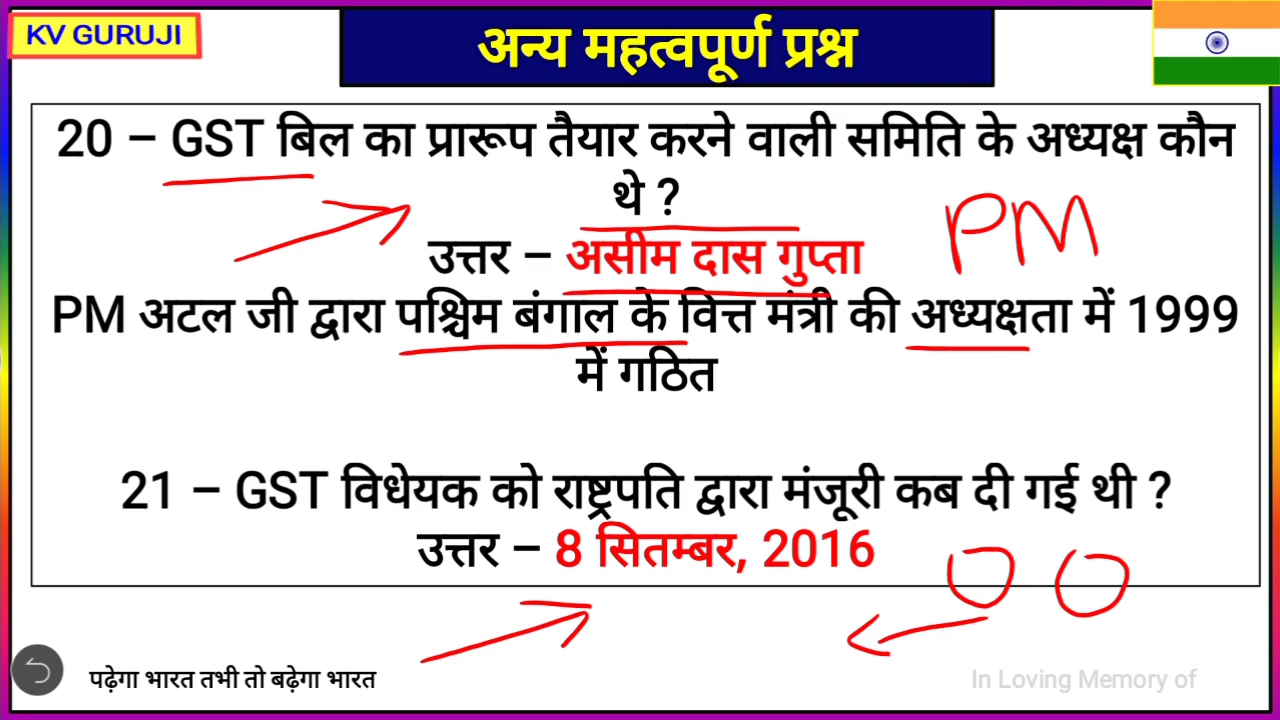 KV GURUJI
अन्य महत्वपूर्ण प्रश्न
20 – GST बिल का प्रारूप तैयार करने वाली समिति के अध्यक्ष कौन
थे ?
PM
उत्तर – असीम दास गुप्ता
PM अटल जी द्वारा पश्चिम बंगाल के वित्त मंत्री की अध्यक्षता में 1999
में गठित
21 – GST विधेयक को राष्ट्रपति द्वारा मंजूरी कब दी गई थी ?
उत्तर – 8 सितम्बर, 2016
पढ़ेगा भारत तभी तो बढ़ेगा भारत
In Loving Memory of